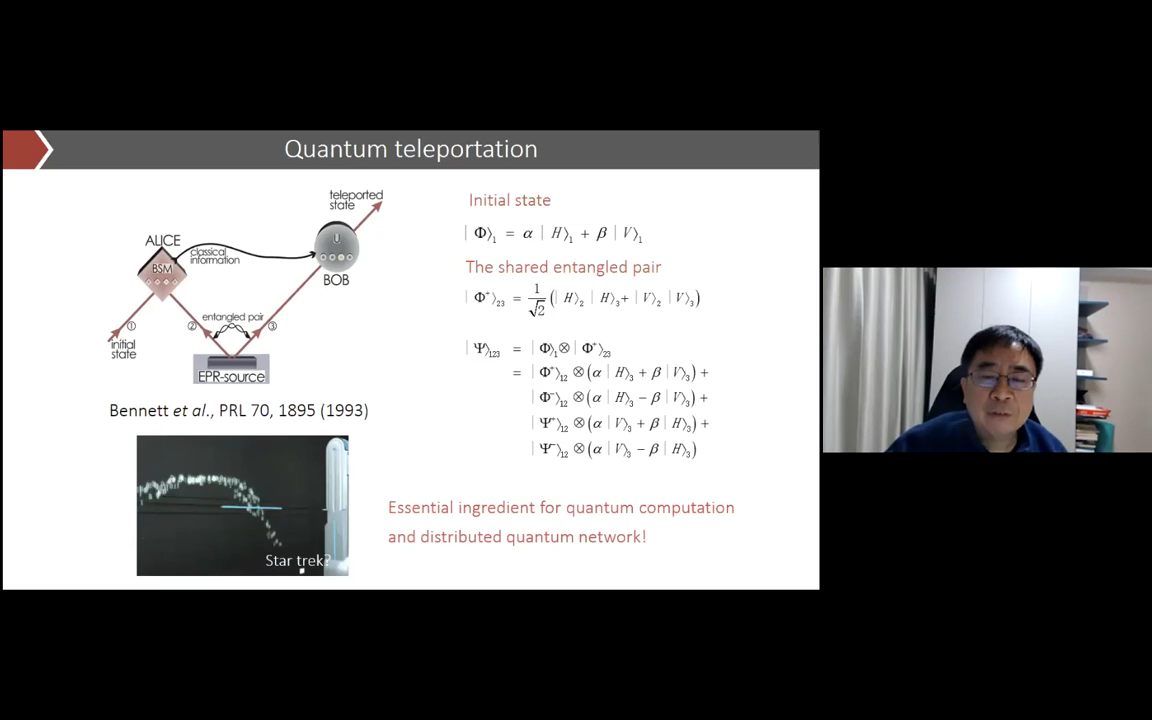 Quantum teleportation
teleported
state
ALICE
classical
information
BSM
U
BOB
entangled pair
①
②
③
initial
state
EPR-source
Bennett et al., PRL 70, 1895 (1993)
Star trek?
Initial state
|Φ⟩₁ = α|H⟩₁ + β|V⟩₁
The shared entangled pair
|Φ⁺⟩₂₃ = 1/√2 (|H⟩₂|H⟩₃ + |V⟩₂|V⟩₃)
|Ψ⟩₁₂₃ = |Φ⟩₁⊗|Φ⁺⟩₂₃
= |Φ⁺⟩₁₂ ⊗ (α|H⟩₃ + β|V⟩₃) +
|Φ⁻⟩₁₂ ⊗ (α|H⟩₃ − β|V⟩₃) +
|Ψ⁺⟩₁₂ ⊗ (α|V⟩₃ + β|H⟩₃) +
|Ψ⁻⟩₁₂ ⊗ (α|V⟩₃ − β|H⟩₃)
Essential ingredient for quantum computation
and distributed quantum network!